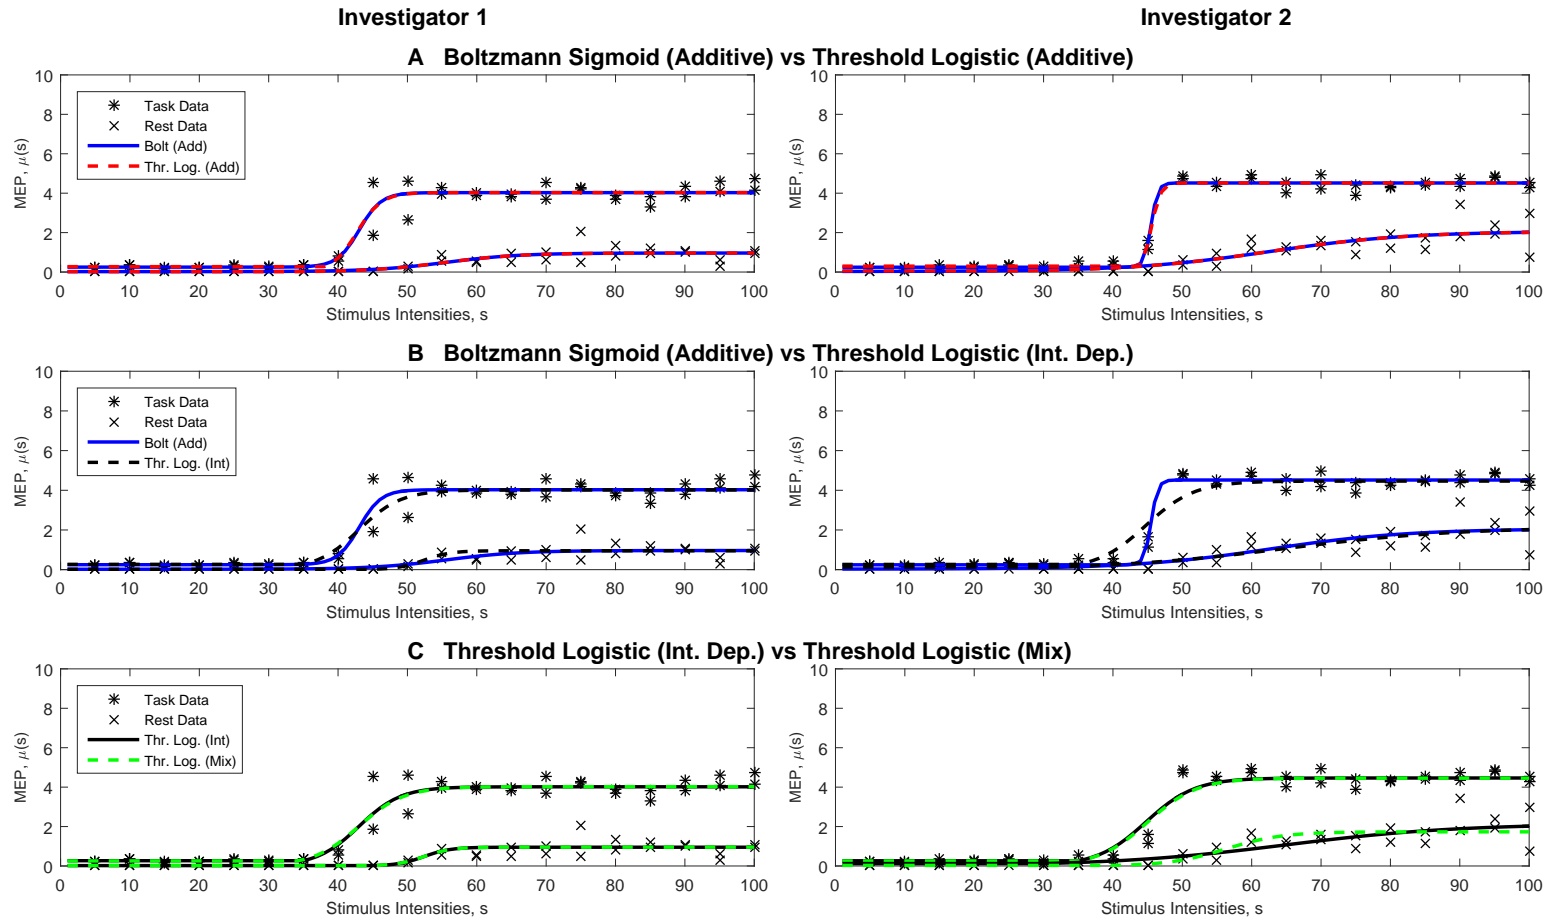 Investigator 1
Investigator 2
A Boltzmann Sigmoid (Additive) vs Threshold Logistic (Additive)
MEP, μ(s)
10
8
6
4
2
0
Task Data
Rest Data
Bolt (Add)
Thr. Log. (Add)
0 10 20 30 40 50 60 70 80 90 100
Stimulus Intensities, s
MEP, μ(s)
10
8
6
4
2
0
0 10 20 30 40 50 60 70 80 90 100
Stimulus Intensities, s
B Boltzmann Sigmoid (Additive) vs Threshold Logistic (Int. Dep.)
MEP, μ(s)
10
8
6
4
2
0
Task Data
Rest Data
Bolt (Add)
Thr. Log. (Int)
0 10 20 30 40 50 60 70 80 90 100
Stimulus Intensities, s
MEP, μ(s)
10
8
6
4
2
0
0 10 20 30 40 50 60 70 80 90 100
Stimulus Intensities, s
C Threshold Logistic (Int. Dep.) vs Threshold Logistic (Mix)
MEP, μ(s)
10
8
6
4
2
0
Task Data
Rest Data
Thr. Log. (Int)
Thr. Log. (Mix)
0 10 20 30 40 50 60 70 80 90 100
Stimulus Intensities, s
MEP, μ(s)
10
8
6
4
2
0
0 10 20 30 40 50 60 70 80 90 100
Stimulus Intensities, s